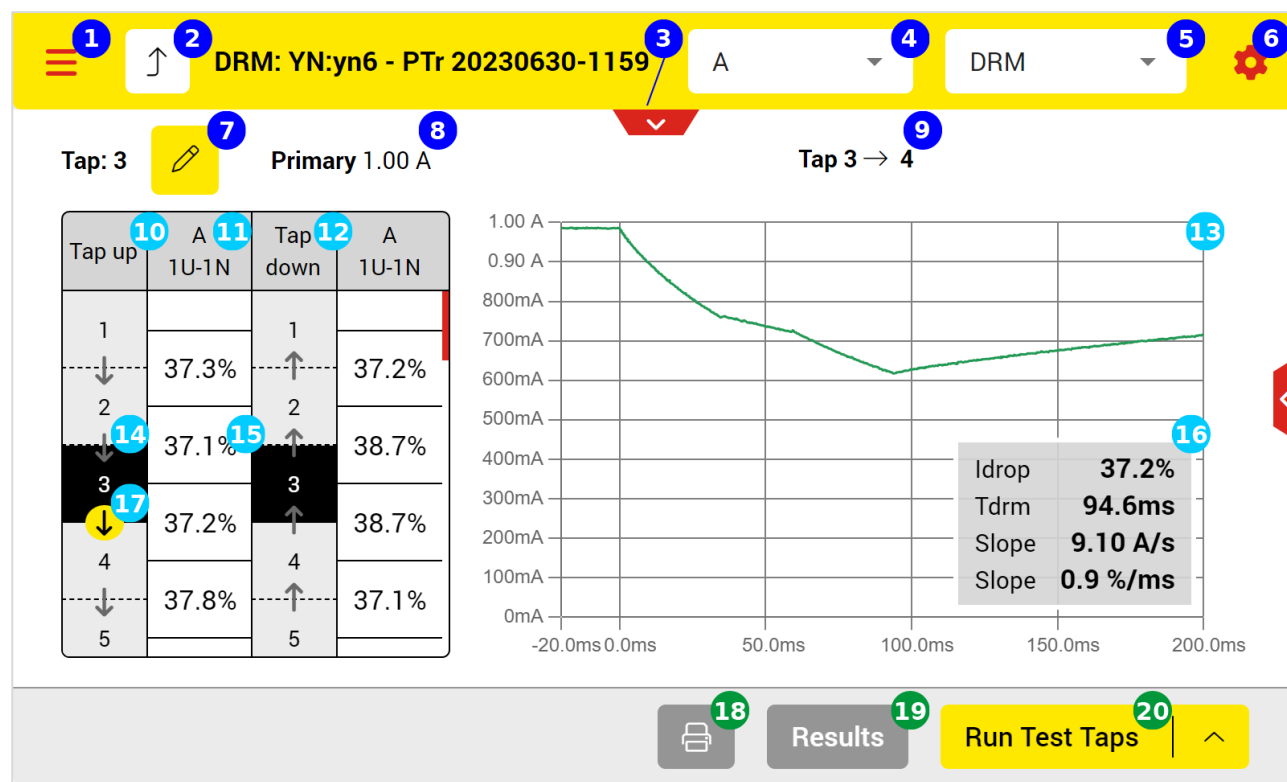 1 2 DRM: YN:yn6 - PTr 20230630-1159 3 A 4 DRM 5 6
Tap: 3 7 Primary 1.00 A 8 Tap 3 → 4 9
Tap up 10 A 1U-1N 11 Tap down 12 A 1U-1N
1 1
37.3% 37.2%
2 2
14 37.1% 15 38.7%
3 3
17 37.2% 38.7%
4 4
37.8% 37.1%
5 5
1.00 A 13
0.90 A
800mA
700mA
600mA
500mA
400mA
300mA
200mA
100mA
0mA
16
Idrop 37.2%
Tdrm 94.6ms
Slope 9.10 A/s
Slope 0.9 %/ms
-20.0ms 0.0ms 50.0ms 100.0ms 150.0ms 200.0ms
18 Results 19 Run Test Taps 20